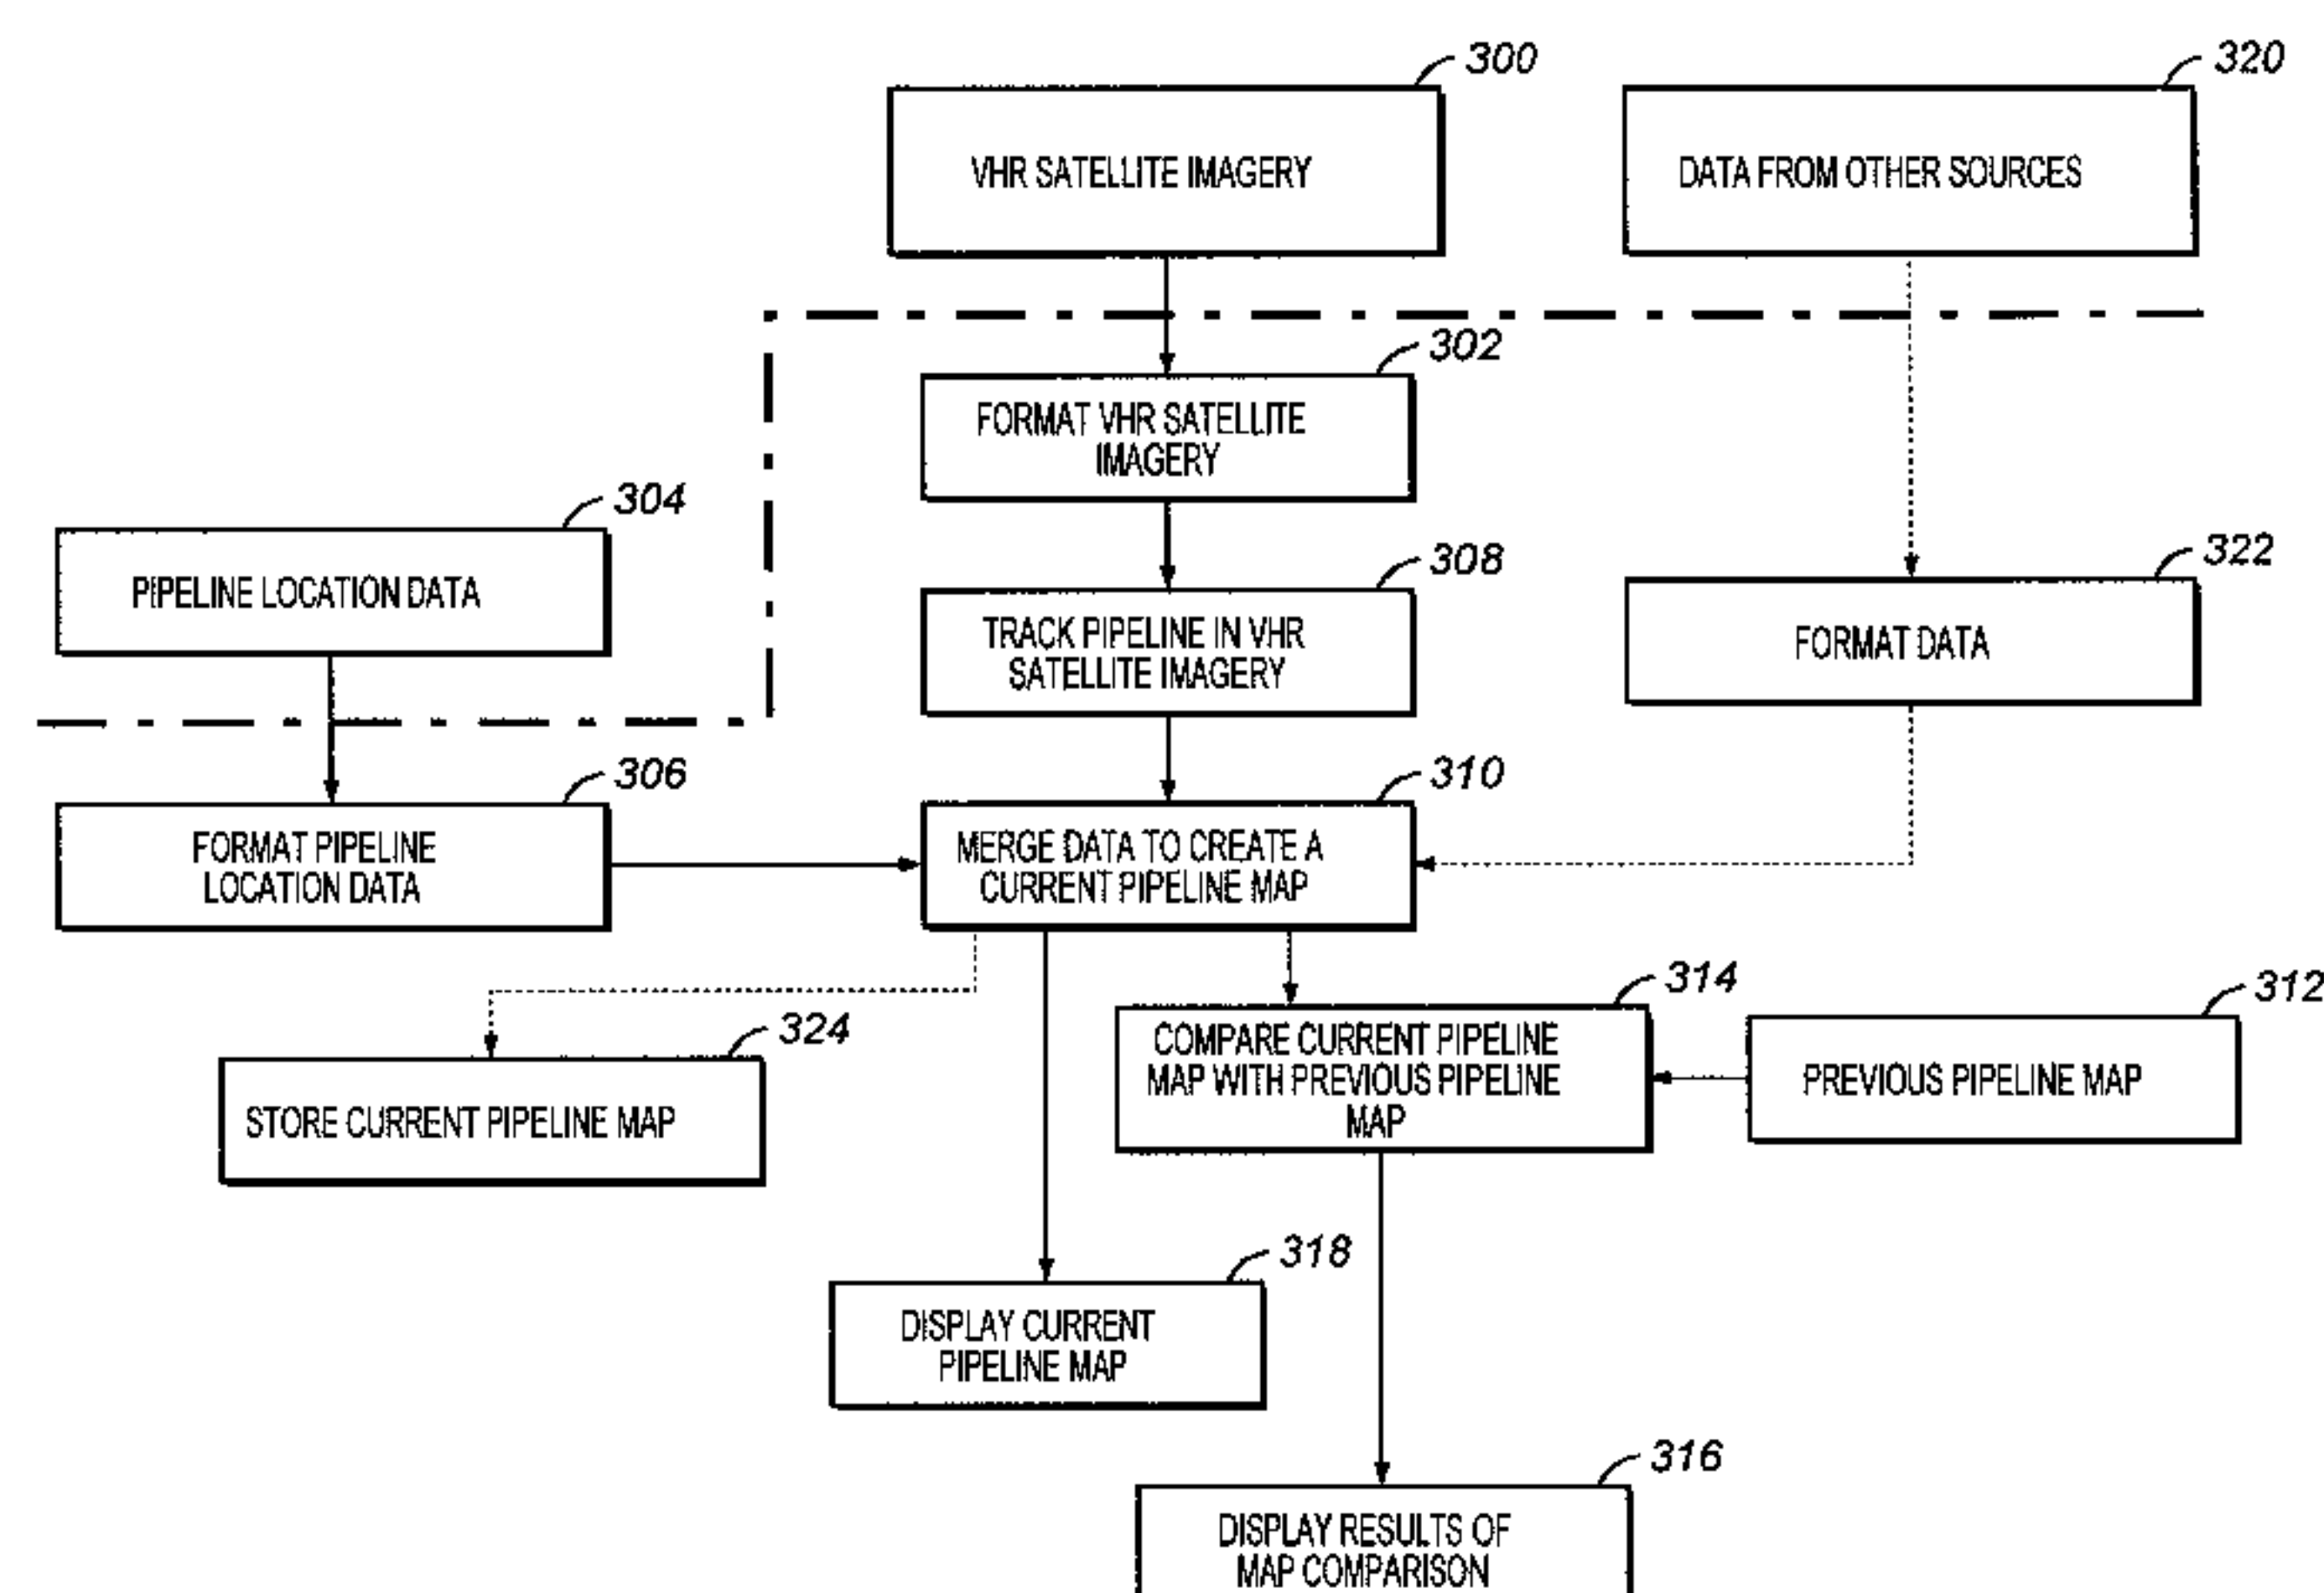 300
VHR SATELLITE IMAGERY
320
DATA FROM OTHER SOURCES
302
FORMAT VHR SATELLITE
IMAGERY
304
PIPELINE LOCATION DATA
308
TRACK PIPELINE IN VHR
SATELLITE IMAGERY
322
FORMAT DATA
306
FORMAT PIPELINE
LOCATION DATA
310
MERGE DATA TO CREATE A
CURRENT PIPELINE MAP
314
COMPARE CURRENT PIPELINE
MAP WITH PREVIOUS PIPELINE
MAP
312
PREVIOUS PIPELINE MAP
324
STORE CURRENT PIPELINE MAP
318
DISPLAY CURRENT
PIPELINE MAP
316
DISPLAY RESULTS OF
MAP COMPARISON